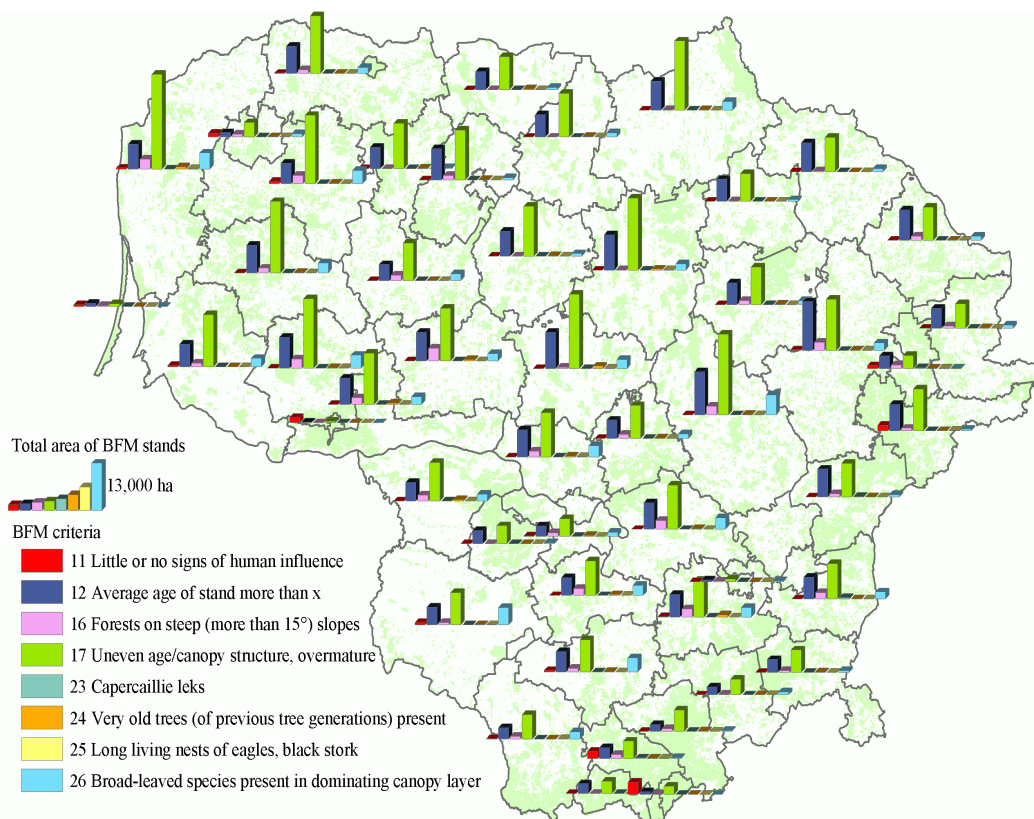 Total area of BFM stands
13,000 ha
BFM criteria
11 Little or no signs of human influence
12 Average age of stand more than x
16 Forests on steep (more than 15°) slopes
17 Uneven age/canopy structure, overmature
23 Capercaillie leks
24 Very old trees (of previous tree generations) present
25 Long living nests of eagles, black stork
26 Broad-leaved species present in dominating canopy layer